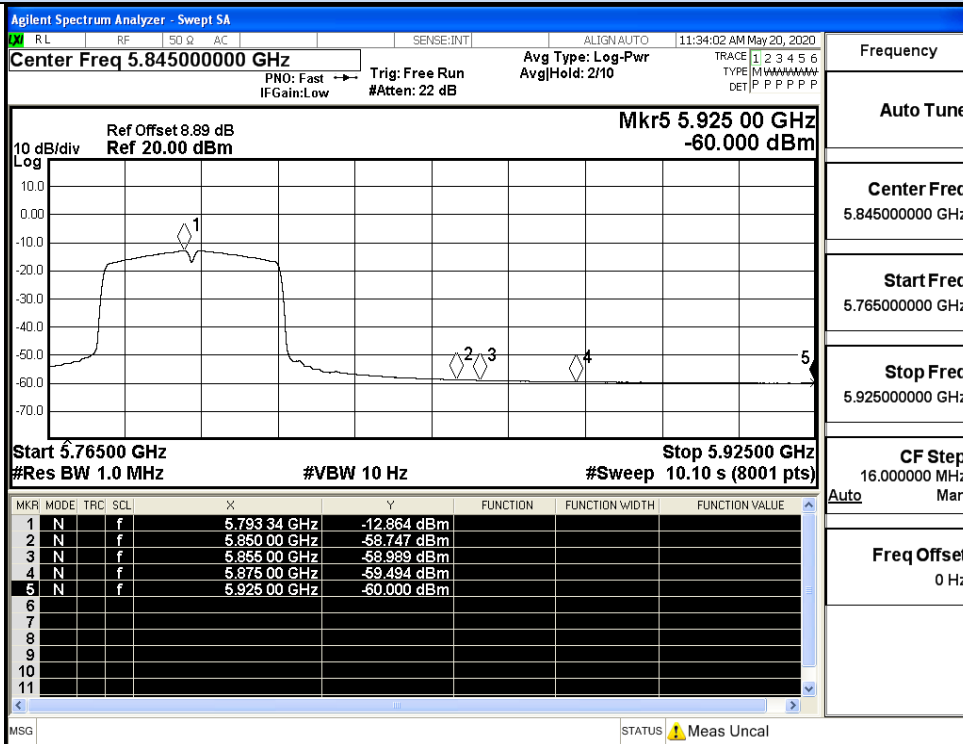 Agilent Spectrum Analyzer - Swept SA
LXI RL RF 50 Ω AC SENSE:INT ALIGN AUTO 11:34:02 AM May 20, 2020
Center Freq 5.845000000 GHz
PNO: Fast
IFGain:Low
Trig: Free Run
#Atten: 22 dB
Avg Type: Log-Pwr
Avg|Hold: 2/10
TRACE 1 2 3 4 5 6
TYPE M WWWWW
DET P P P P P P
Frequency
Mkr5 5.925 00 GHz
-60.000 dBm
Ref Offset 8.89 dB
10 dB/div Ref 20.00 dBm
Log
10.0
0.00
-10.0
-20.0
-30.0
-40.0
-50.0
-60.0
-70.0
1
2
3
4
5
Start 5.76500 GHz Stop 5.92500 GHz
#Res BW 1.0 MHz #VBW 10 Hz #Sweep 10.10 s (8001 pts)
MKR MODE TRC SCL X Y FUNCTION FUNCTION WIDTH FUNCTION VALUE
1 N f 5.793 34 GHz -12.864 dBm
2 N f 5.850 00 GHz -58.747 dBm
3 N f 5.855 00 GHz -58.989 dBm
4 N f 5.875 00 GHz -59.494 dBm
5 N f 5.925 00 GHz -60.000 dBm
6
7
8
9
10
11
MSG STATUS Meas Uncal
Auto Tune
Center Freq
5.845000000 GHz
Start Freq
5.765000000 GHz
Stop Freq
5.925000000 GHz
CF Step
16.000000 MHz
Auto Man
Freq Offset
0 Hz